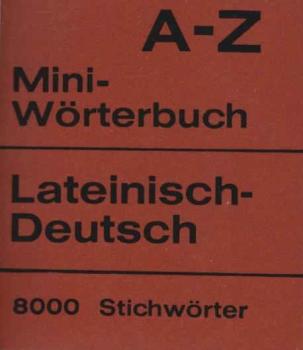 A-Z
Mini-
Wörterbuch
Lateinisch-
Deutsch
8000 Stichwörter